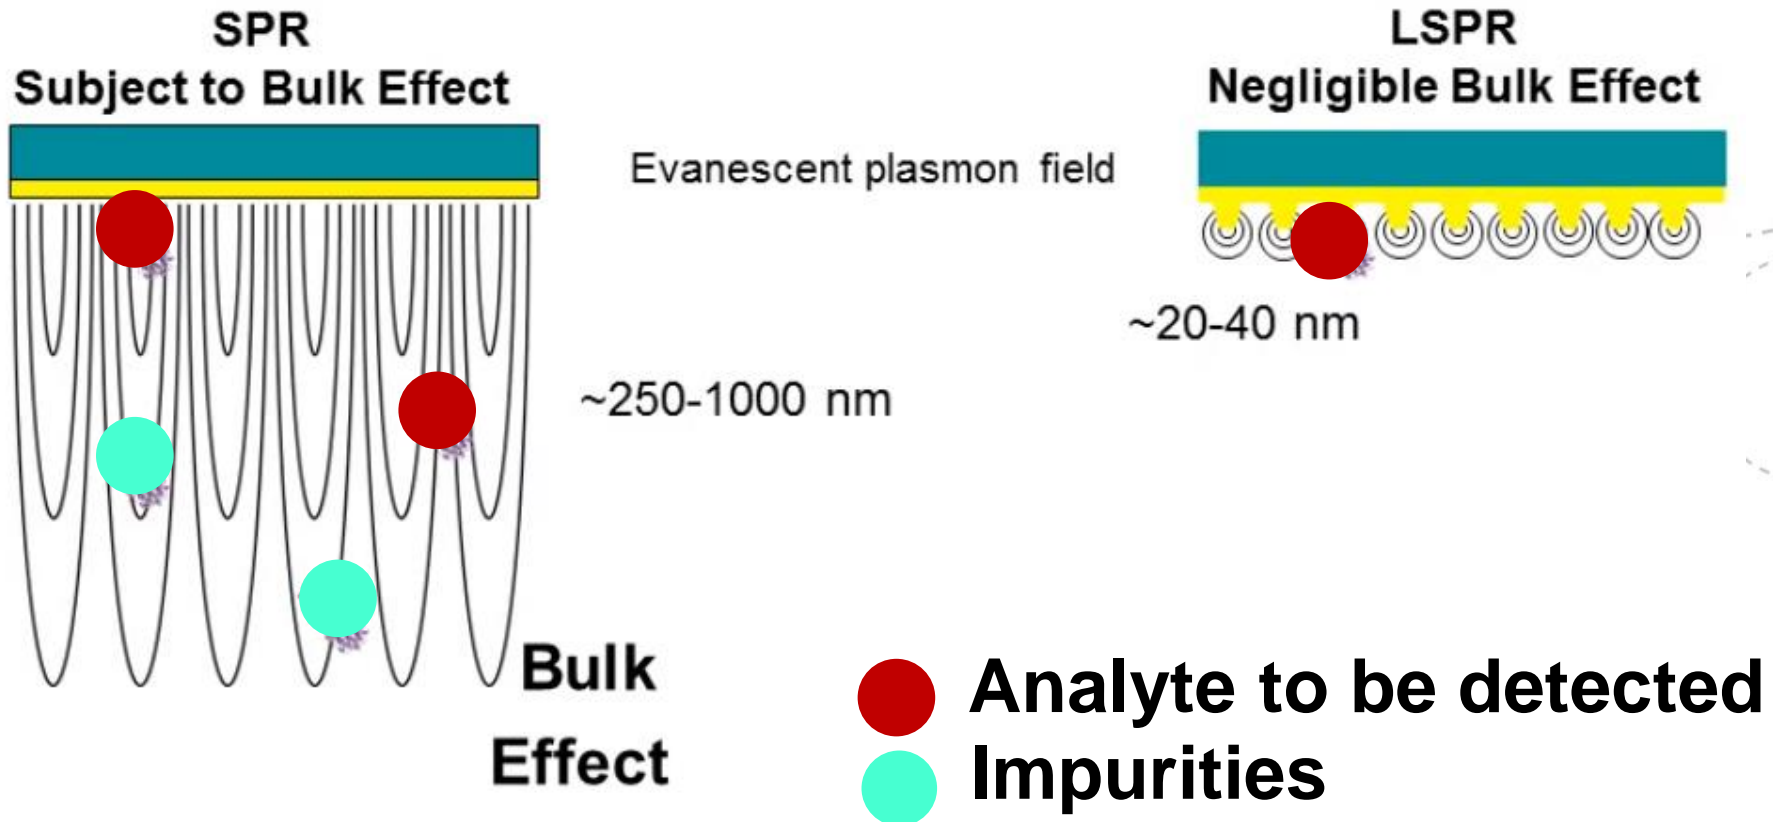 SPR
Subject to Bulk Effect
LSPR
Negligible Bulk Effect
Evanescent plasmon field
~20-40 nm
~250-1000 nm
Bulk
Effect
Analyte to be detected
Impurities